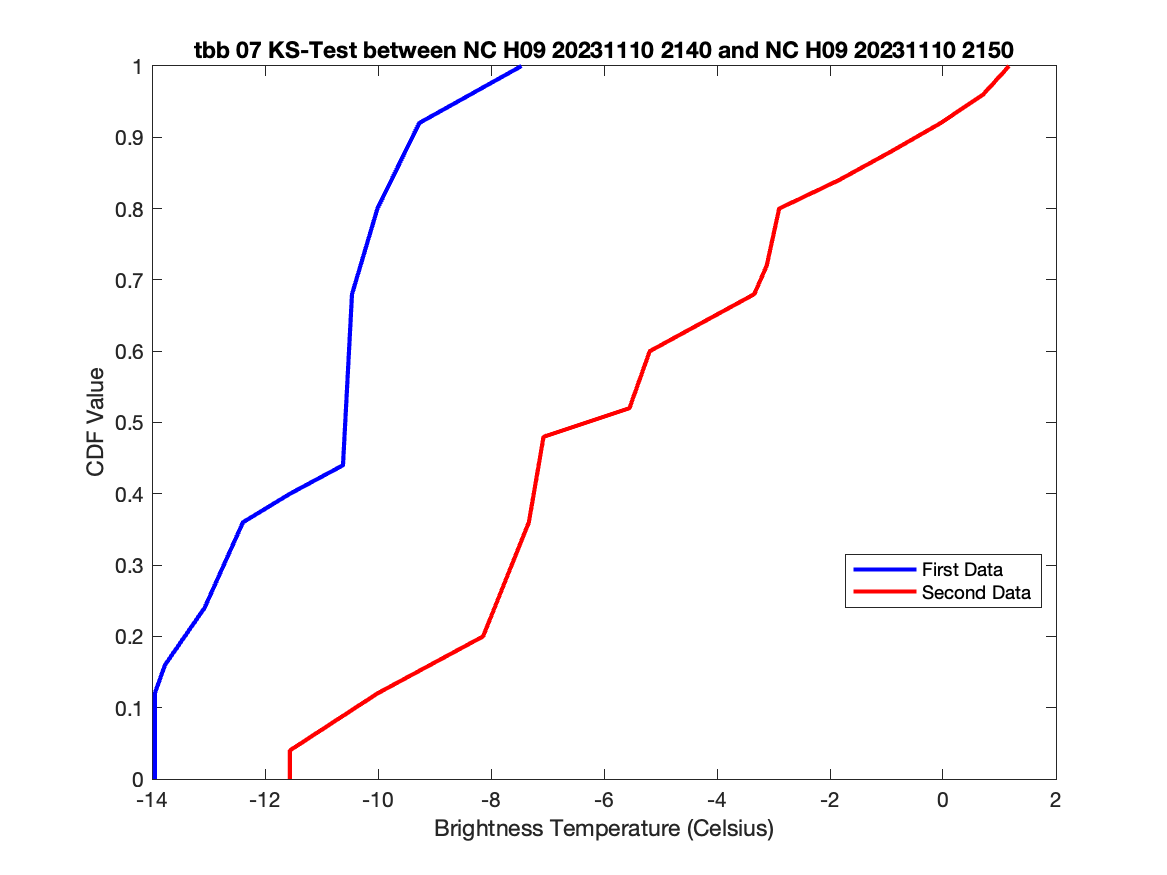 tbb 07 KS-Test between NC H09 20231110 2140 and NC H09 20231110 2150
1
0.9
0.8
0.7
0.6
0.5
0.4
0.3
0.2
0.1
0
CDF Value
First Data
Second Data
-14 -12 -10 -8 -6 -4 -2 0 2
Brightness Temperature (Celsius)